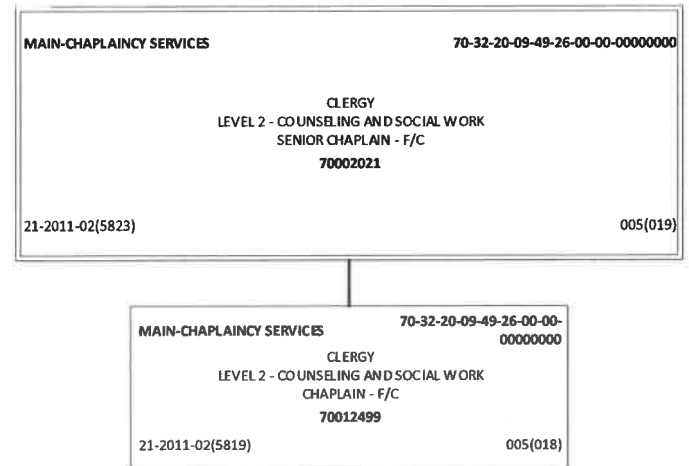 MAIN-CHAPLAINCY SERVICES 70-32-20-09-49-26-00-00-00000000
CLERGY
LEVEL 2 - COUNSELING AND SOCIAL WORK
SENIOR CHAPLAIN - F/C
70002021
21-2011-02(5823) 005(019)
MAIN-CHAPLAINCY SERVICES 70-32-20-09-49-26-00-00-
00000000
CLERGY
LEVEL 2 - COUNSELING AND SOCIAL WORK
CHAPLAIN - F/C
70012499
21-2011-02(5819) 005(018)